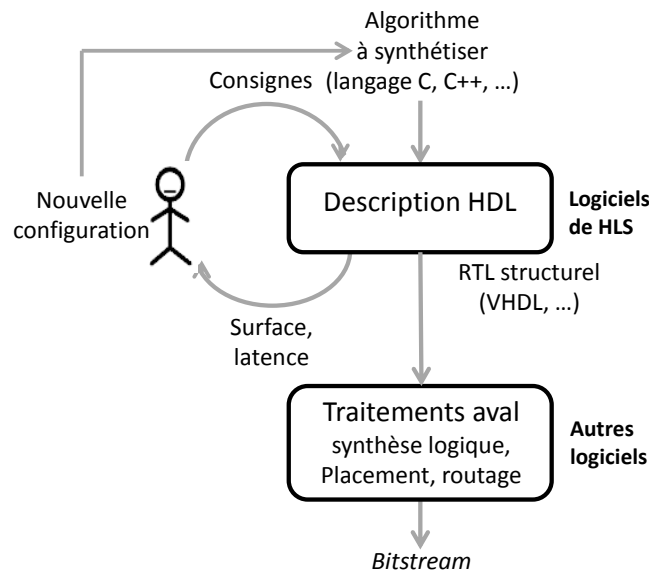 Algorithme
à synthétiser
(langage C, C++, ...)
Consignes
Nouvelle
configuration
Description HDL
Logiciels
de HLS
RTL structurel
(VHDL, ...)
Surface,
latence
Traitements aval
synthèse logique,
Placement, routage
Autres
logiciels
Bitstream